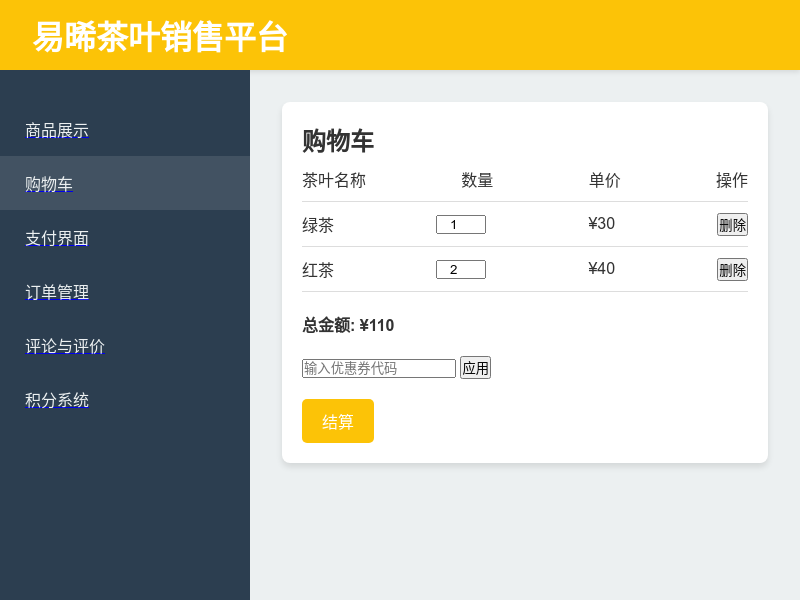 易晞茶叶销售平台
商品展示
购物车
支付界面
订单管理
评论与评价
积分系统
购物车
茶叶名称 数量 单价 操作
绿茶 1 ¥30 删除
红茶 2 ¥40 删除
总金额: ¥110
输入优惠券代码 应用
结算